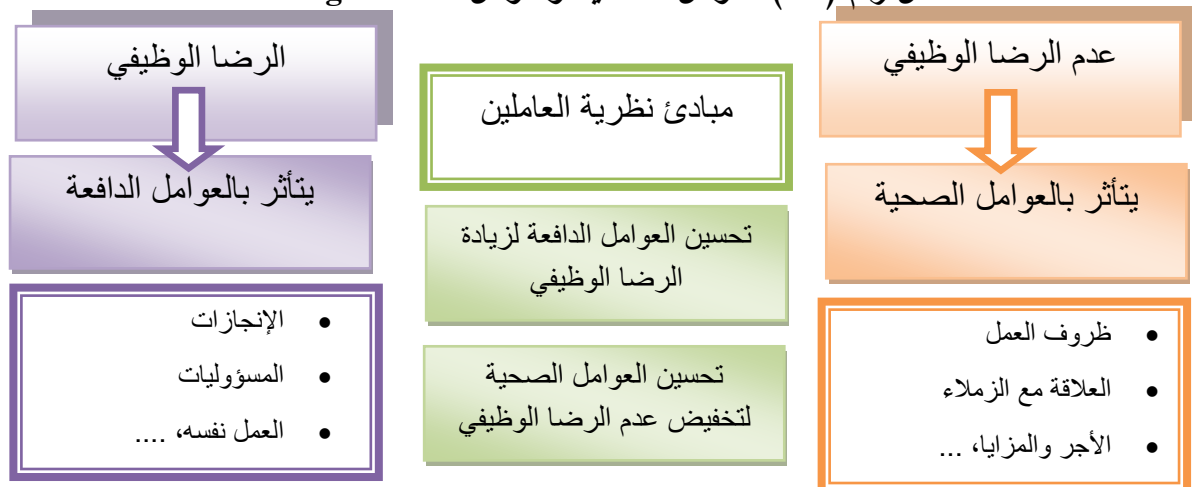 عدم الرضا الوظيفي
يتأثر بالعوامل الصحية
• ظروف العمل
• العلاقة مع الزملاء
• الأجر والمزايا، ...
مبادئ نظرية العاملين
تحسين العوامل الدافعة لزيادة
الرضا الوظيفي
تحسين العوامل الصحية
لتخفيض عدم الرضا الوظيفي
الرضا الوظيفي
يتأثر بالعوامل الدافعة
• الإنجازات
• المسؤوليات
• العمل نفسه، ....